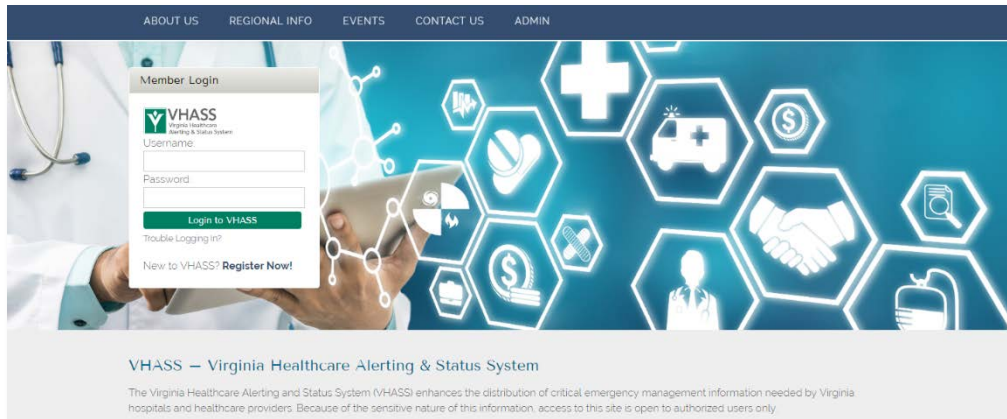 ABOUT US REGIONAL INFO EVENTS CONTACT US ADMIN
Member Login
VHASS
Virginia Healthcare
Alerting & Status System
Username:
Password
Login to VHASS
Trouble Logging In?
New to VHASS? Register Now!
VHASS – Virginia Healthcare Alerting & Status System
The Virginia Healthcare Alerting and Status System (VHASS) enhances the distribution of critical emergency management information needed by Virginia
hospitals and healthcare providers. Because of the sensitive nature of this information, access to this site is open to authorized users only.